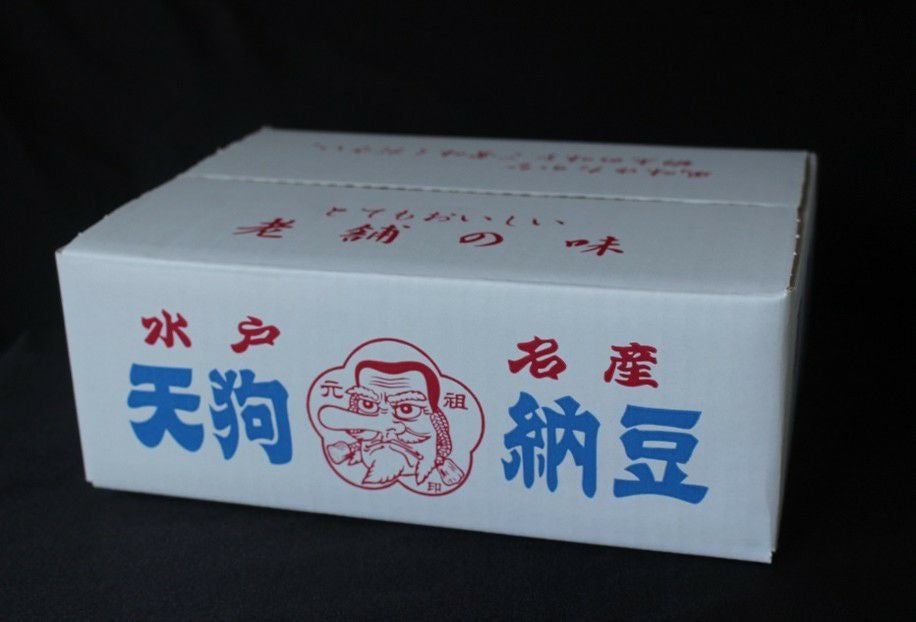 とてもおいしい
老舗の味
水戸 名産
天狗 納豆
元祖
印